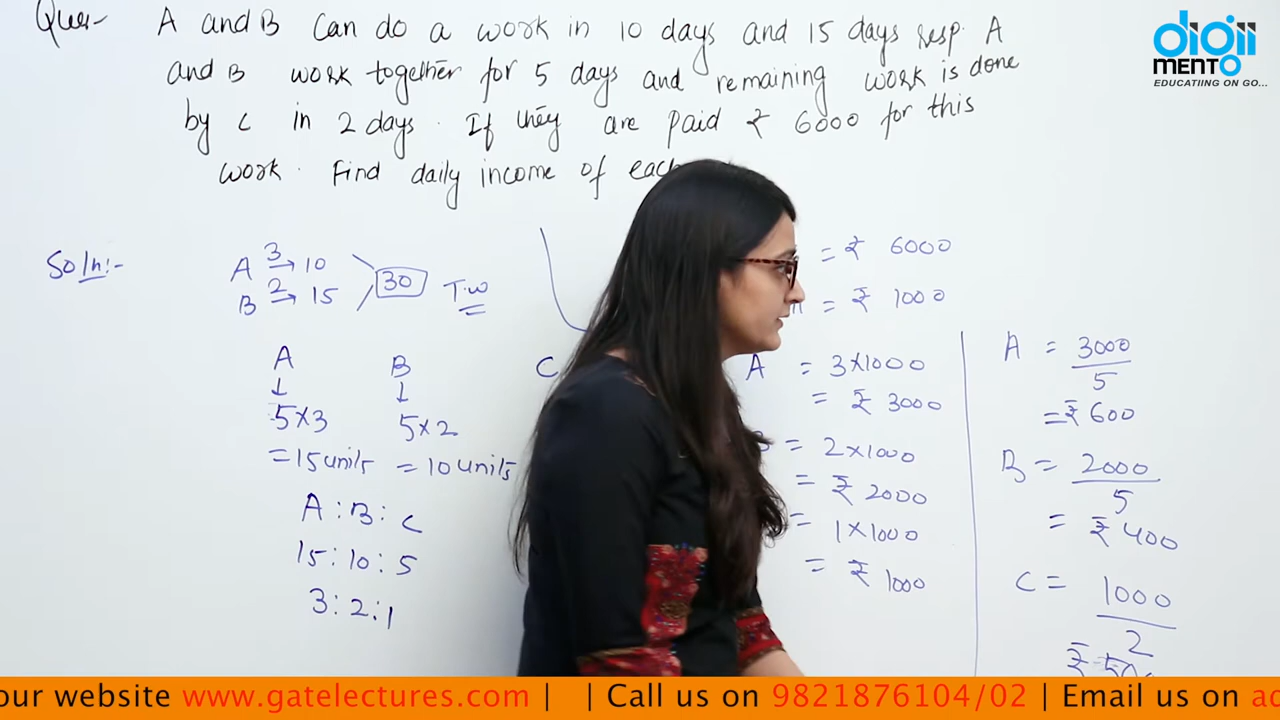 Ques- A and B Can do a work in 10 days and 15 days resp. A
and B work together for 5 days and remaining work is done
by C in 2 days. If they are paid ₹ 6000 for this
work. Find daily income of each
digii
MENTO
EDUCATIING ON GO...
Soln:-
A 3→ 10
B 2→ 15
30 T.W
A B C
↓ ↓
5×3 5×2
=15 units =10 units
A : B : C
15 : 10 : 5
3 : 2 : 1
= ₹ 6000
= ₹ 1000
A = 3×1000
= ₹ 3000
B = 2×1000
= ₹ 2000
= 1×1000
= ₹ 1000
A = 3000
5
=₹ 600
B = 2000
5
= ₹ 400
C = 1000
2
our website www.gatelectures.com | | Call us on 9821876104/02 | Email us on